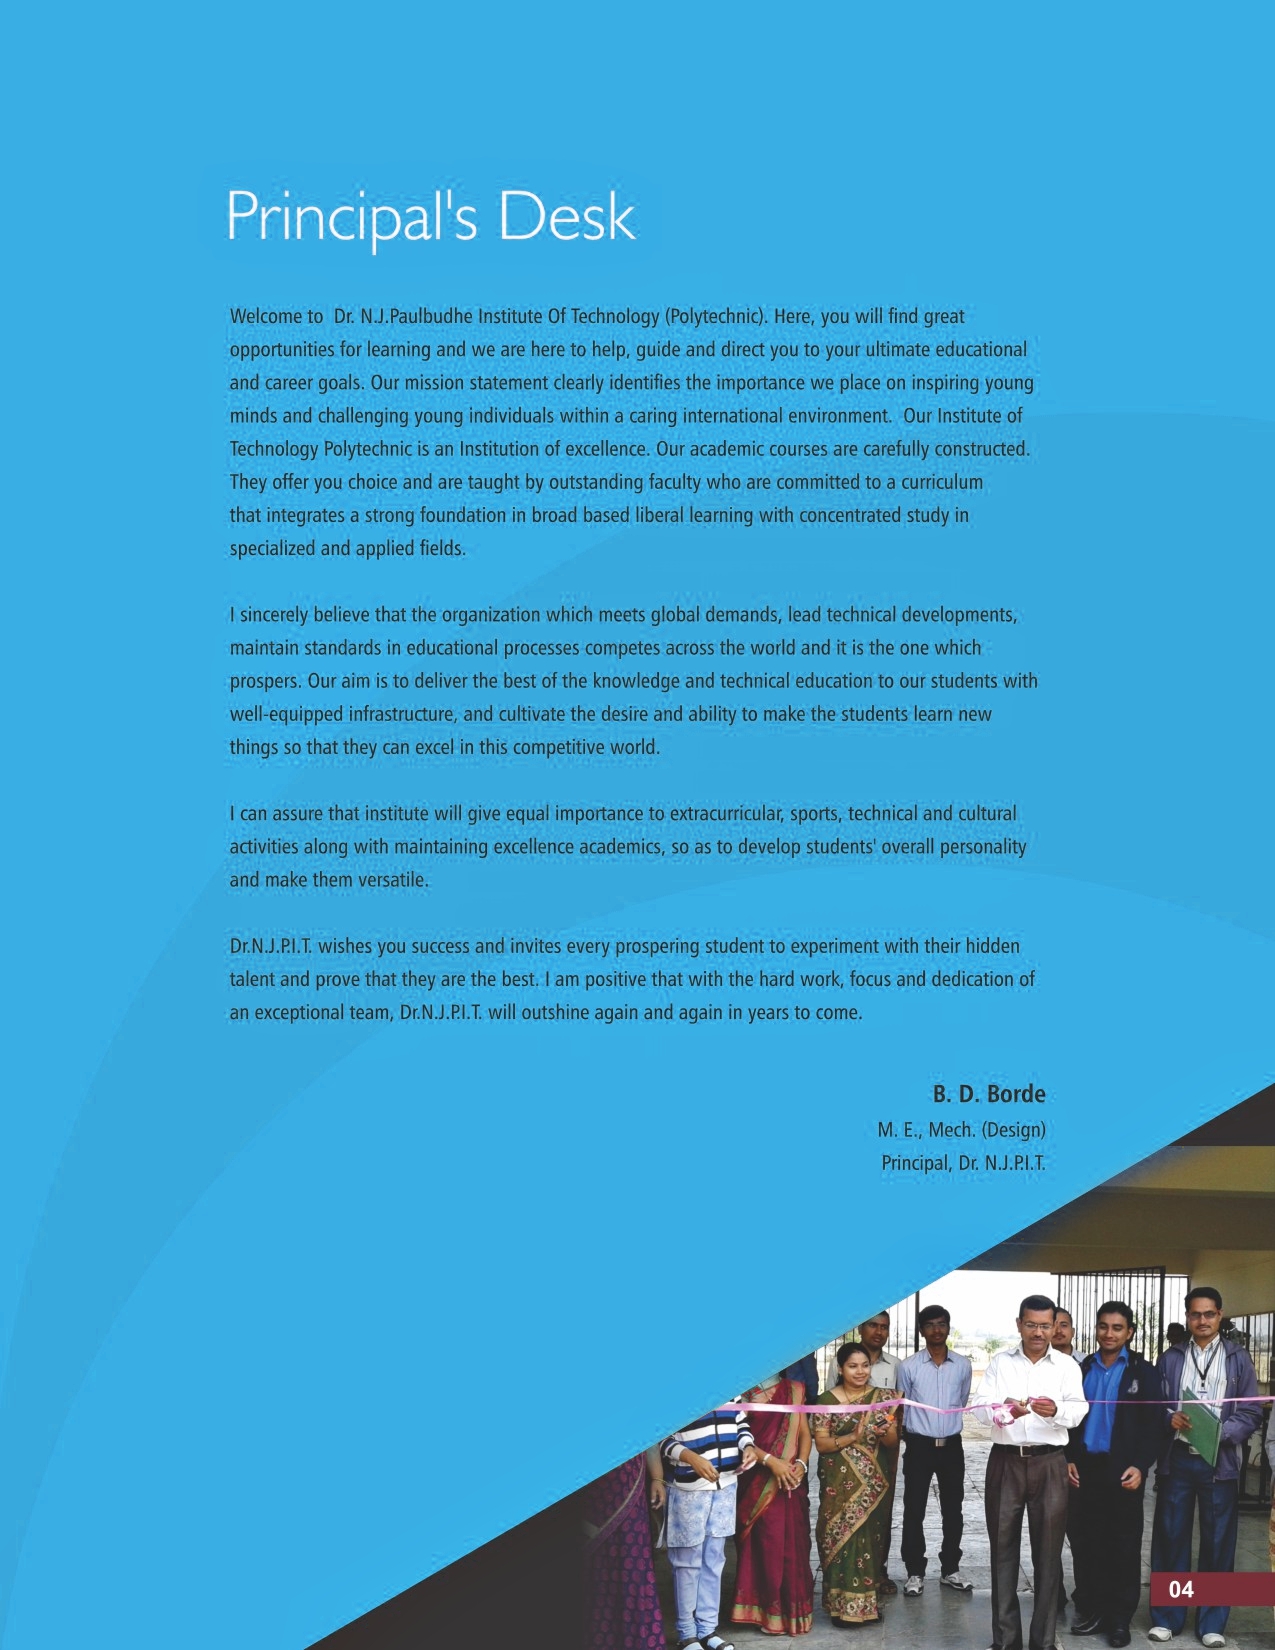 Principal's Desk
Welcome to  Dr. N.J.Paulbudhe Institute Of Technology (Polytechnic). Here, you will find great
opportunities for learning and we are here to help, guide and direct you to your ultimate educational
and career goals. Our mission statement clearly identifies the importance we place on inspiring young
minds and challenging young individuals within a caring international environment.  Our Institute of
Technology Polytechnic is an Institution of excellence. Our academic courses are carefully constructed.
They offer you choice and are taught by outstanding faculty who are committed to a curriculum
that integrates a strong foundation in broad based liberal learning with concentrated study in
specialized and applied fields.
I sincerely believe that the organization which meets global demands, lead technical developments,
maintain standards in educational processes competes across the world and it is the one which
prospers. Our aim is to deliver the best of the knowledge and technical education to our students with
well-equipped infrastructure, and cultivate the desire and ability to make the students learn new
things so that they can excel in this competitive world.
I can assure that institute will give equal importance to extracurricular, sports, technical and cultural
activities along with maintaining excellence academics, so as to develop students' overall personality
and make them versatile.
Dr.N.J.P.I.T. wishes you success and invites every prospering student to experiment with their hidden
talent and prove that they are the best. I am positive that with the hard work, focus and dedication of
an exceptional team, Dr.N.J.P.I.T. will outshine again and again in years to come.
B. D. Borde
M. E., Mech. (Design)
Principal, Dr. N.J.P.I.T.
04